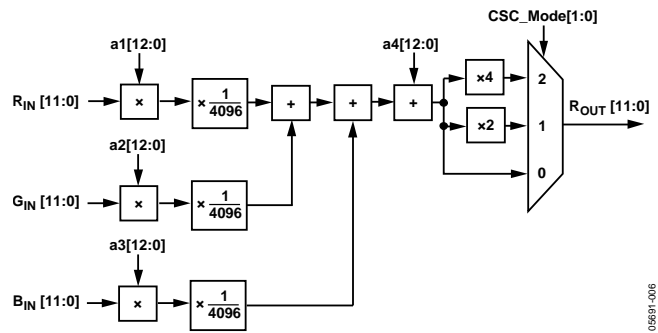 CSC_Mode[1:0]
a1[12:0]
a4[12:0]
×4
2
R_IN [11:0]
×
× 1/4096
+
+
+
R_OUT [11:0]
×2
1
a2[12:0]
0
G_IN [11:0]
×
× 1/4096
a3[12:0]
B_IN [11:0]
×
× 1/4096
05691-006